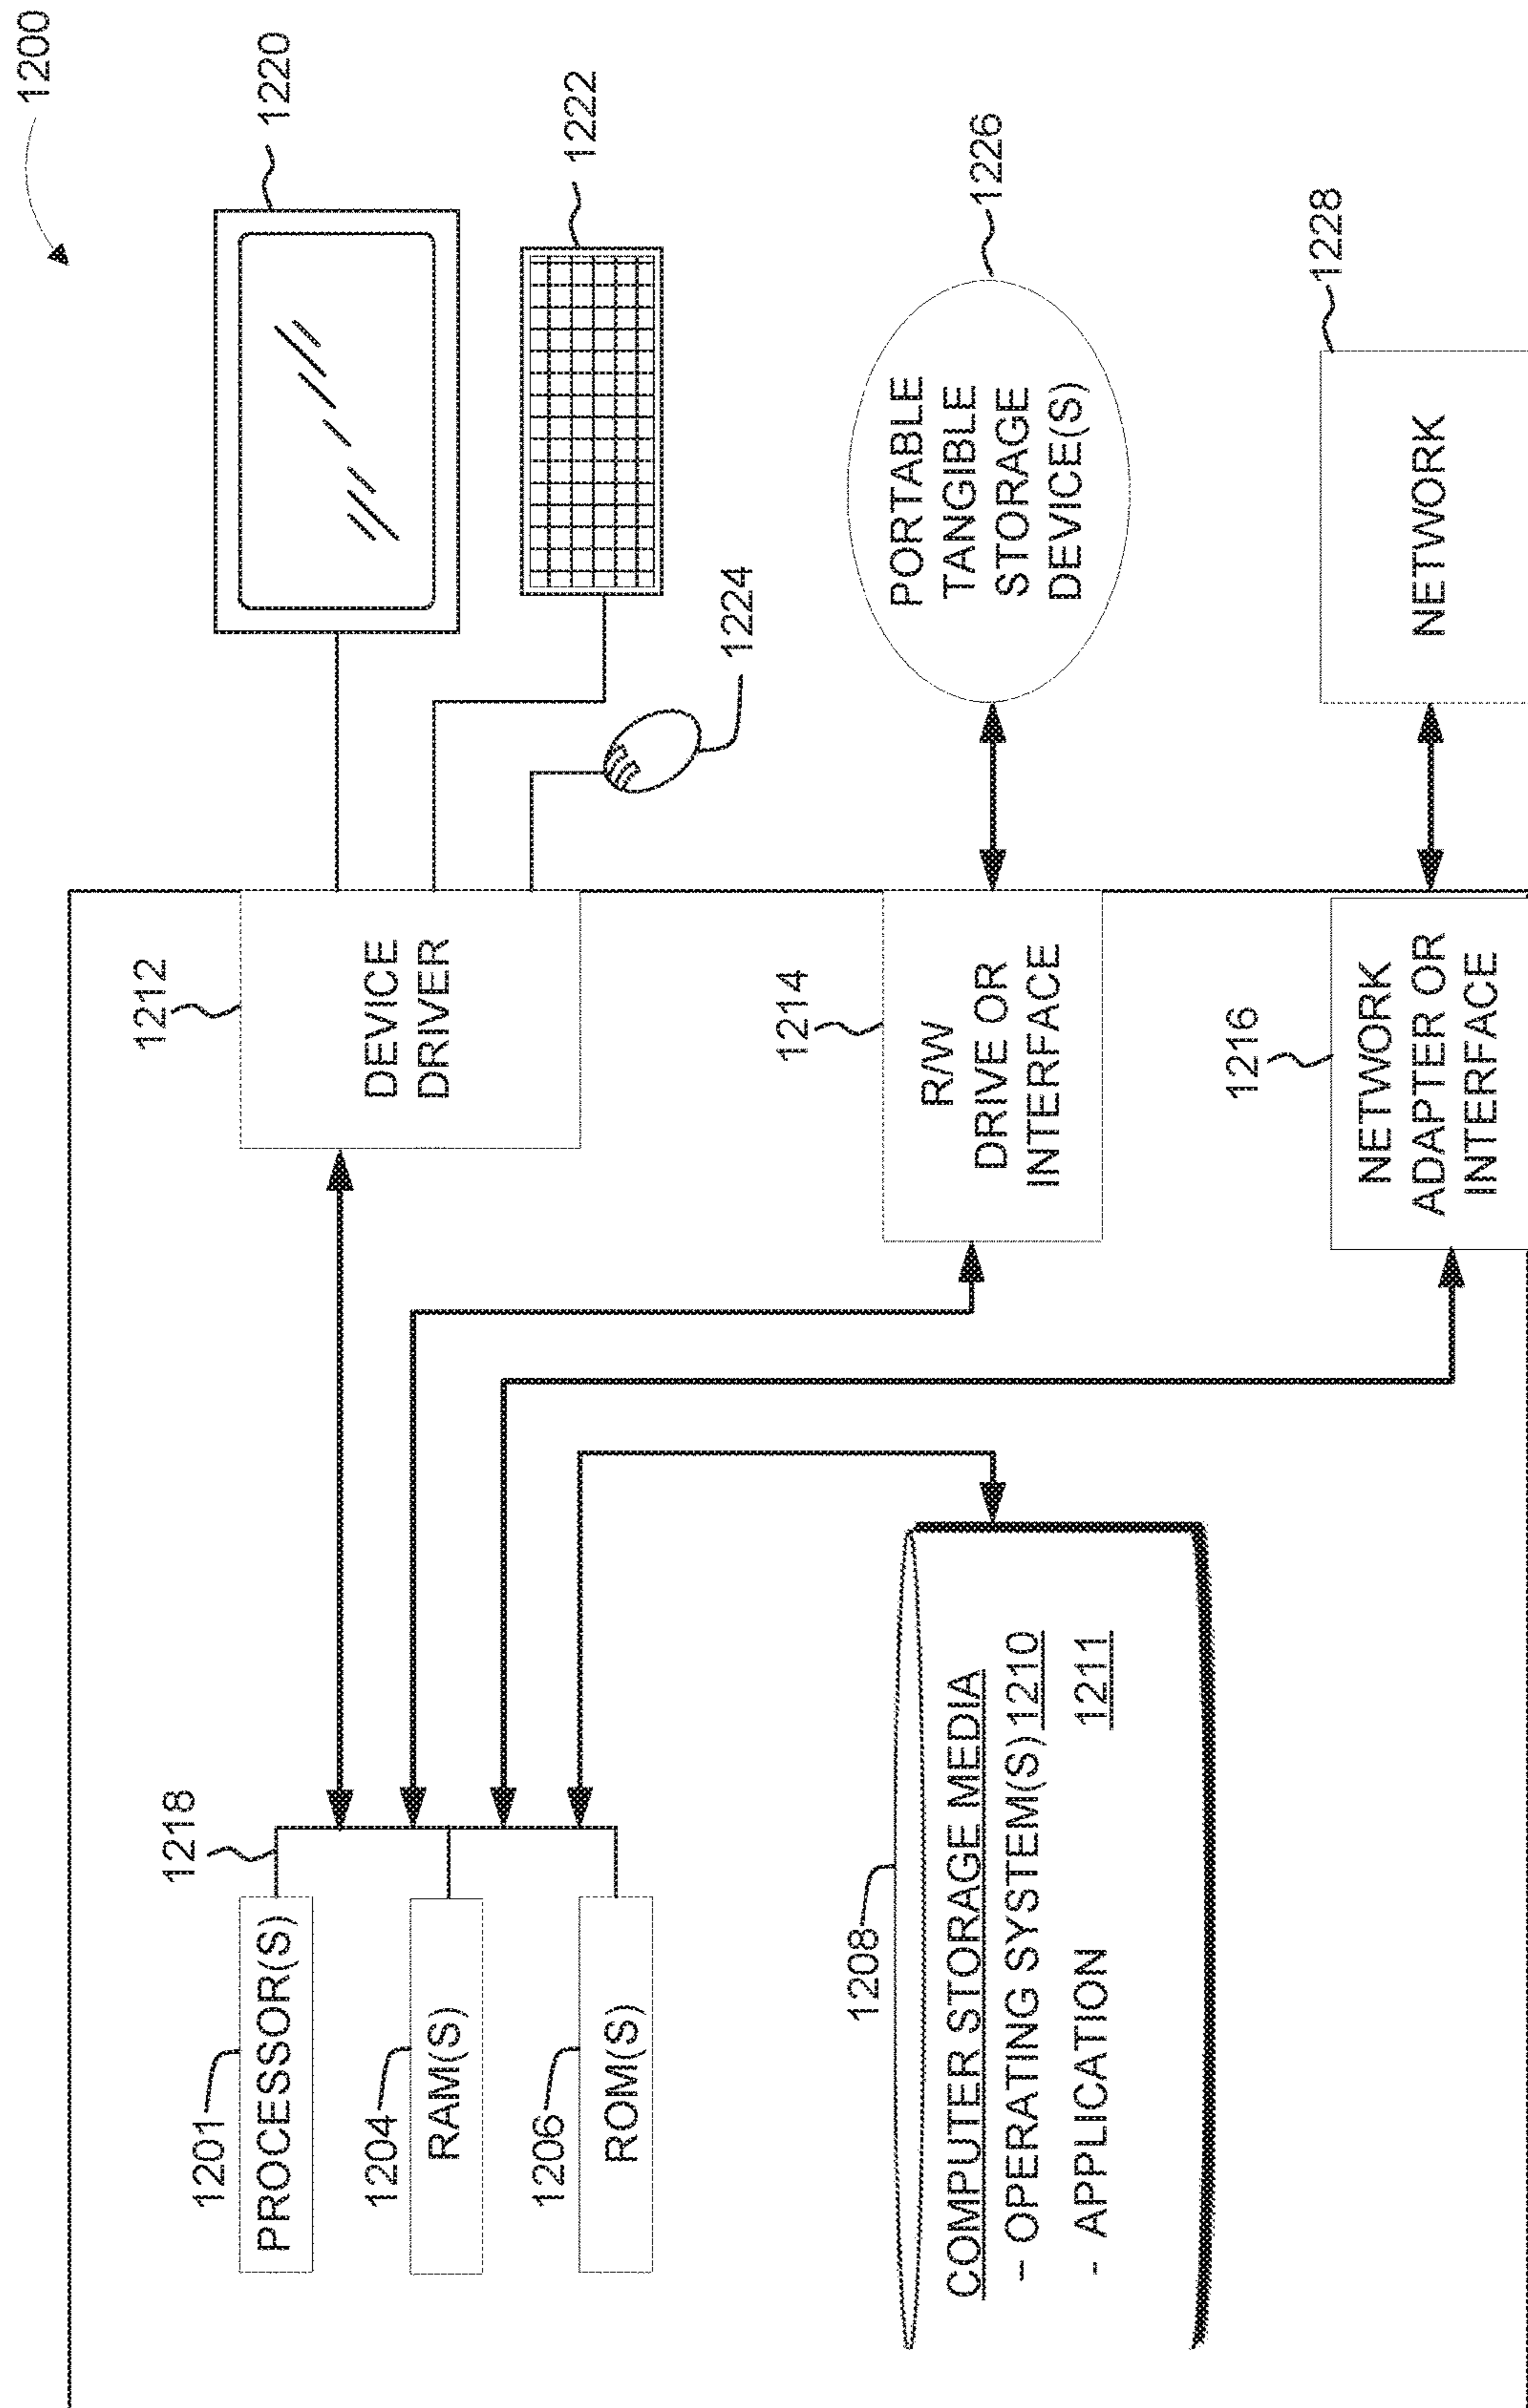 1200
1201
PROCESSOR(S)
1218
1204
RAM(S)
1206
ROM(S)
1208
COMPUTER STORAGE MEDIA
– OPERATING SYSTEM(S) 1210
- APPLICATION 1211
1212
DEVICE
DRIVER
1214
R/W
DRIVE OR
INTERFACE
1216
NETWORK
ADAPTER OR
INTERFACE
1220
1222
1224
1226
PORTABLE
TANGIBLE
STORAGE
DEVICE(S)
1228
NETWORK